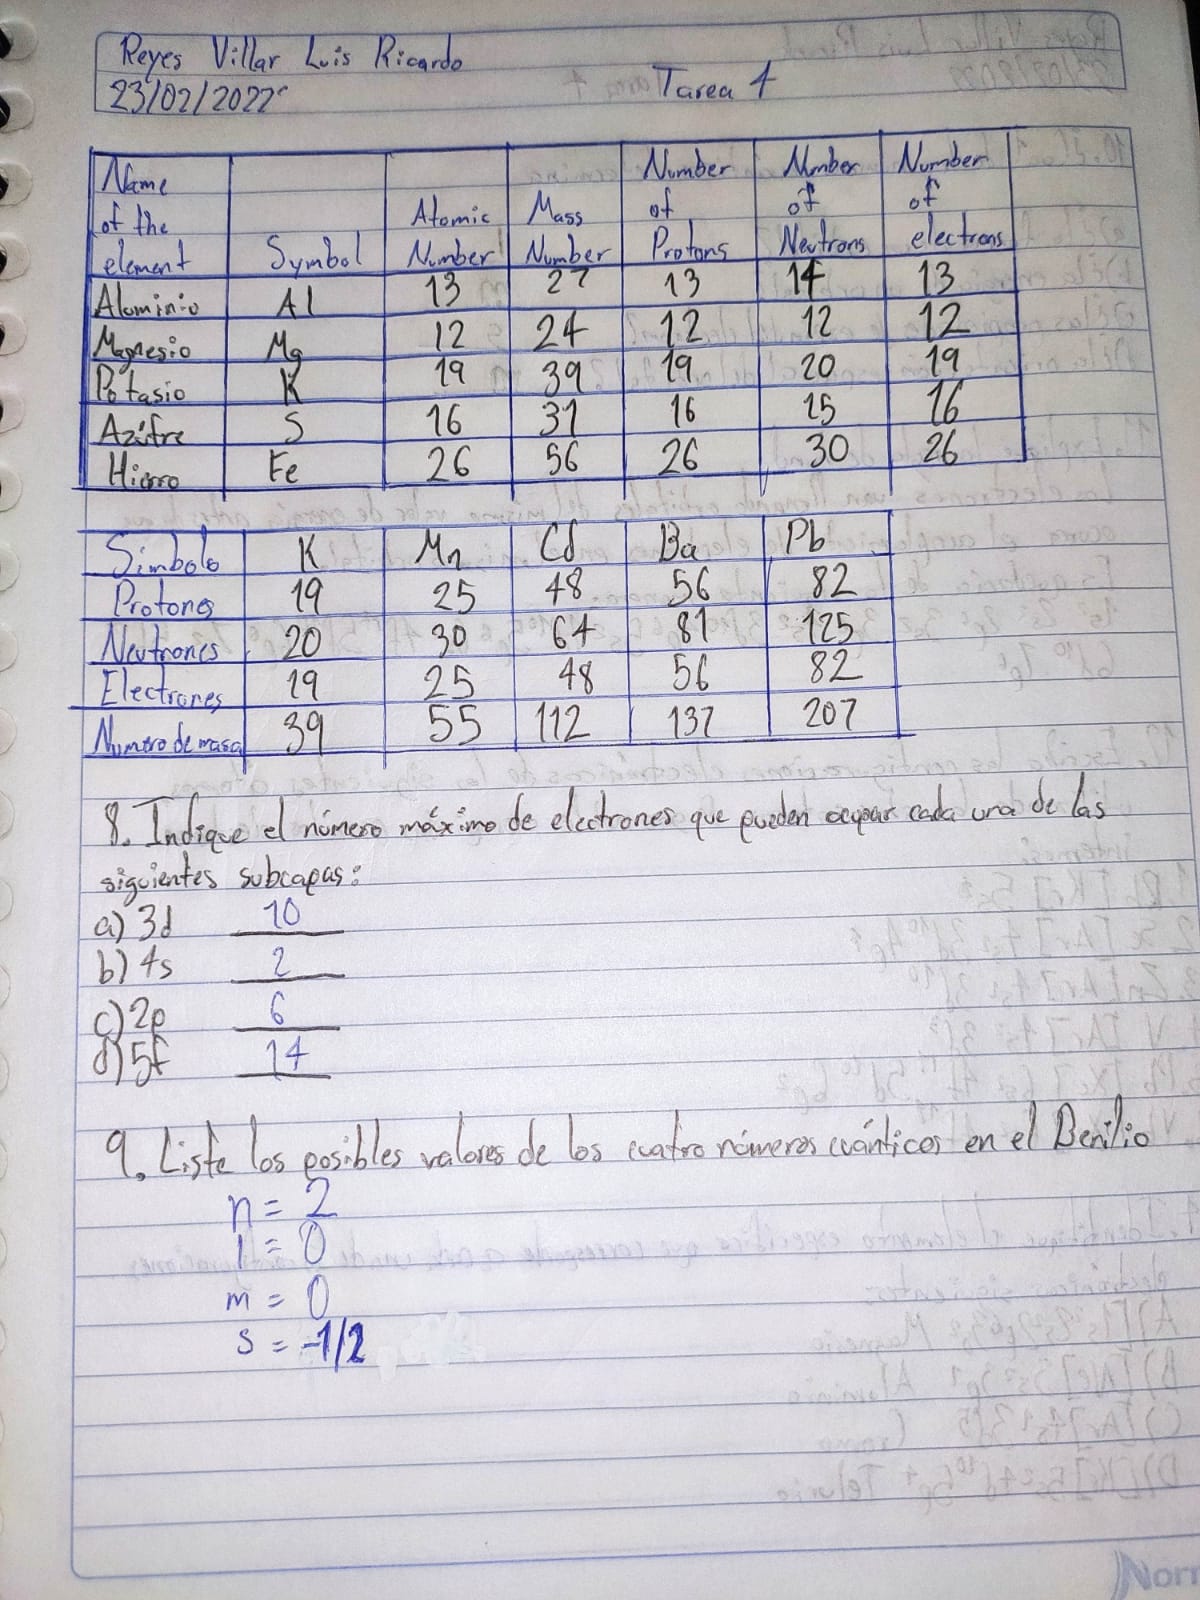 Reyes Villar Luis Ricardo
23/02/2022
Tarea 4
Name of the element Symbol Atomic Number Mass Number Number of Protons Number of Neutrons Number of electrons
Aluminio Al 13 27 13 14 13
Magnesio Mg 12 24 12 12 12
Potasio K 19 39 19 20 19
Azúfre S 16 31 16 15 16
Hierro Fe 26 56 26 30 26
Símbolo K Mn Cd Ba Pb
Protones 19 25 48 56 82
Neutrones 20 30 64 81 125
Electrones 19 25 48 56 82
Numero de masa 39 55 112 137 207
8. Indique el número máximo de electrones que pueden ocupar cada una de las
siguientes subcapas:
a) 3d 10
b) 4s 2
c) 2p 6
d) 5f 14
9. Liste los posibles valores de los cuatro números cuánticos en el Berilio
n = 2
l = 0
m = 0
s = -1/2
Norm